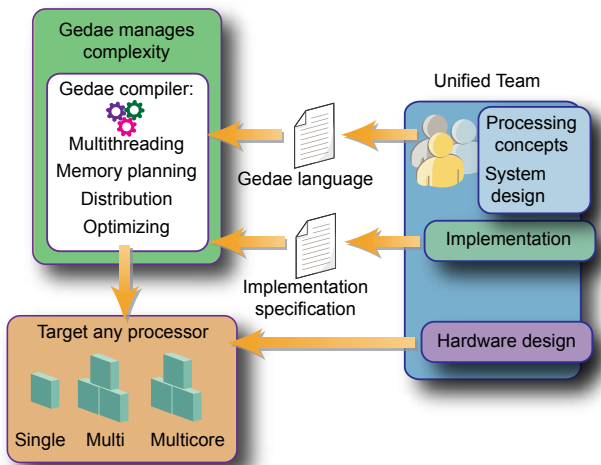 Gedae manages
complexity
Gedae compiler:
Multithreading
Memory planning
Distribution
Optimizing
Gedae language
Implementation
specification
Unified Team
Processing
concepts
System
design
Implementation
Hardware design
Target any processor
Single
Multi
Multicore